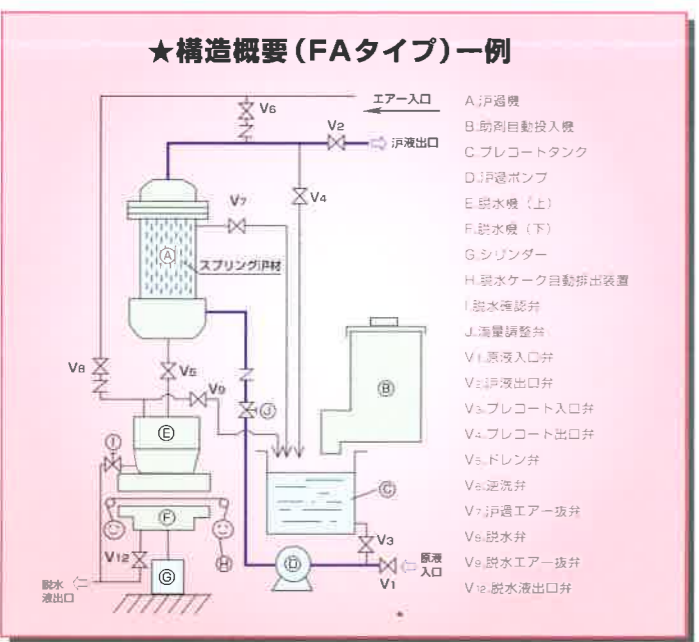 ★構造概要(FAタイプ)一例
エアー入口
V6
V2
沪液出口
V7
V4
Ⓐ
スプリング沪材
V8
V5
V9
Ⓑ
Ⓙ
Ⓔ
Ⓘ
Ⓒ
Ⓕ
V3
Ⓓ
原液
入口
V12
Ⓗ
V1
Ⓖ
脱水
液出口
A.沪過機
B.助剤自動投入機
C.プレコートタンク
D.沪過ポンプ
E.脱水機(上)
F.脱水機(下)
G.シリンダー
H.脱水ケーク自動排出装置
I.脱水確認弁
J.流量調整弁
V1.原液入口弁
V2.沪液出口弁
V3.プレコート入口弁
V4.プレコート出口弁
V5.ドレン弁
V6.逆洗弁
V7.沪過エアー抜弁
V8.脱水弁
V9.脱水エアー抜弁
V12.脱水液出口弁